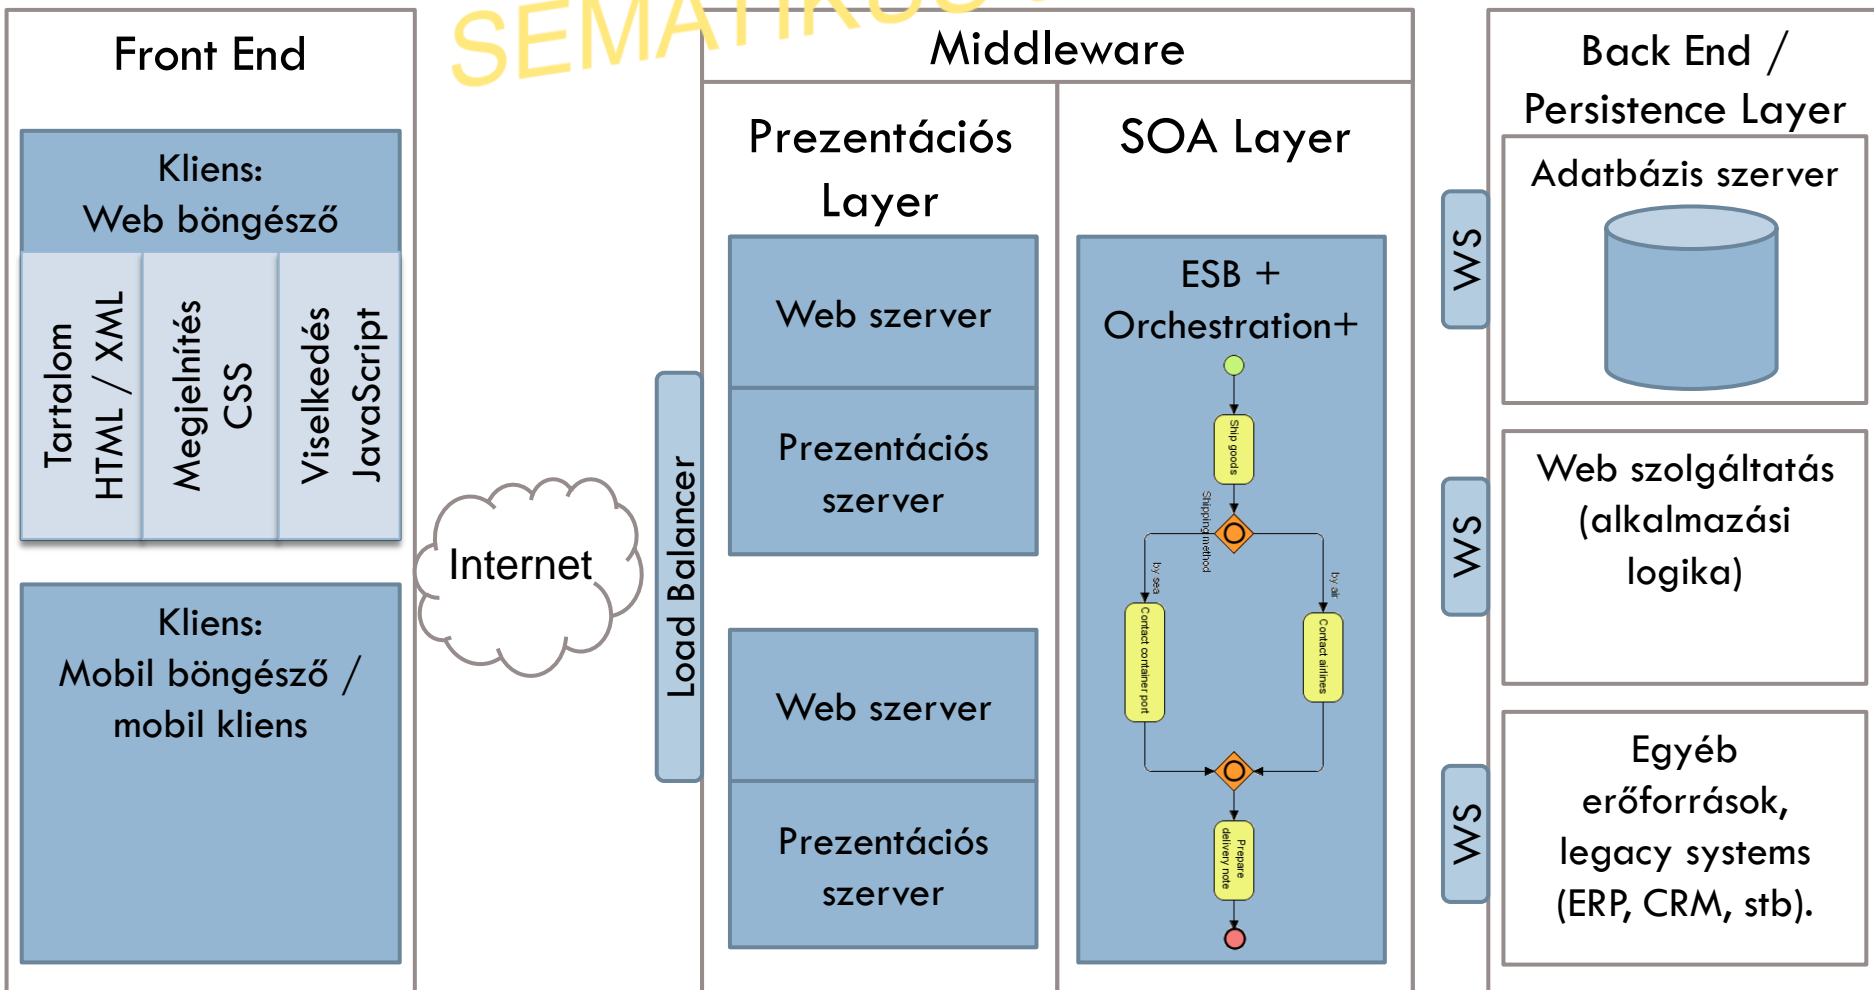 SEMATIKUS
Front End
Kliens:
Web böngésző
Tartalom
HTML / XML
Megjelnítés
CSS
Viselkedés
JavaScript
Kliens:
Mobil böngésző /
mobil kliens
Internet
Load Balancer
Middleware
Prezentációs
Layer
Web szerver
Prezentációs
szerver
Web szerver
Prezentációs
szerver
SOA Layer
ESB +
Orchestration+
Ship goods
Shipping method
by sea
by air
Contact container port
Contact airlines
Prepare
delivery note
WS
WS
WS
Back End /
Persistence Layer
Adatbázis szerver
Web szolgáltatás
(alkalmazási
logika)
Egyéb
erőforrások,
legacy systems
(ERP, CRM, stb).